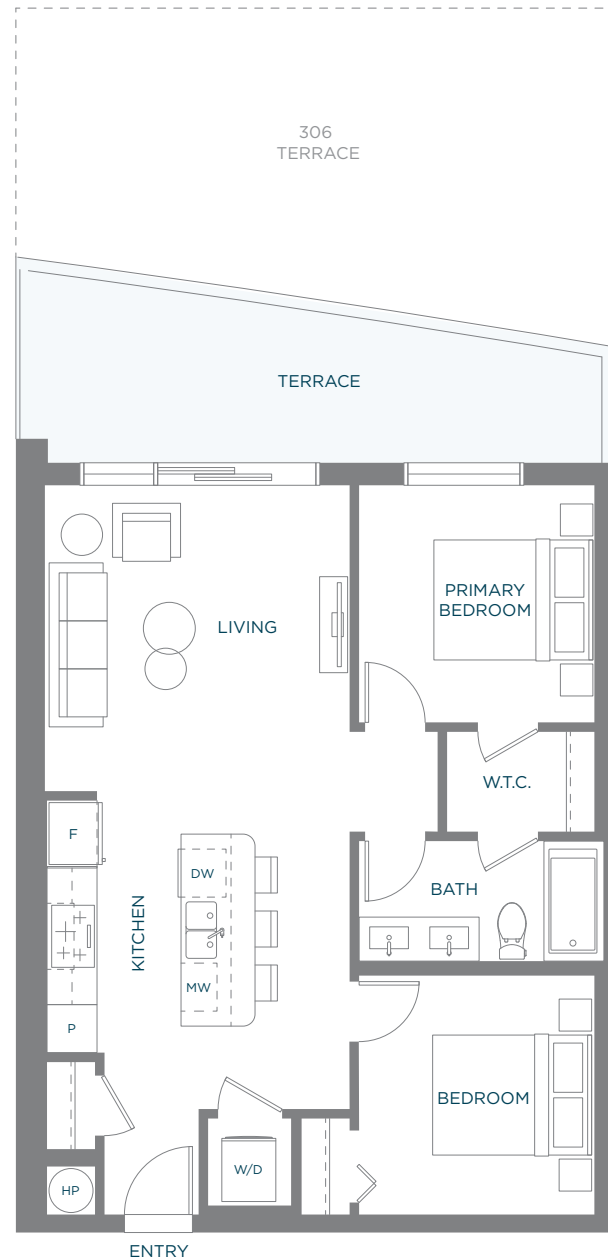 306
TERRACE
TERRACE
PRIMARY
BEDROOM
LIVING
W.T.C.
F
DW
BATH
KITCHEN
MW
P
BEDROOM
W/D
HP
ENTRY